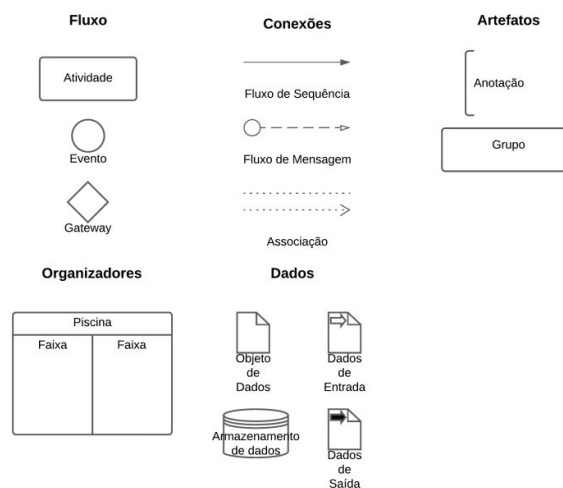 Fluxo
Atividade
Evento
Gateway
Conexões
Fluxo de Sequência
Fluxo de Mensagem
Associação
Artefatos
Anotação
Grupo
Organizadores
Piscina
Faixa
Faixa
Dados
Objeto
de
Dados
Dados
de
Entrada
Armazenamento
de dados
Dados
de
Saída